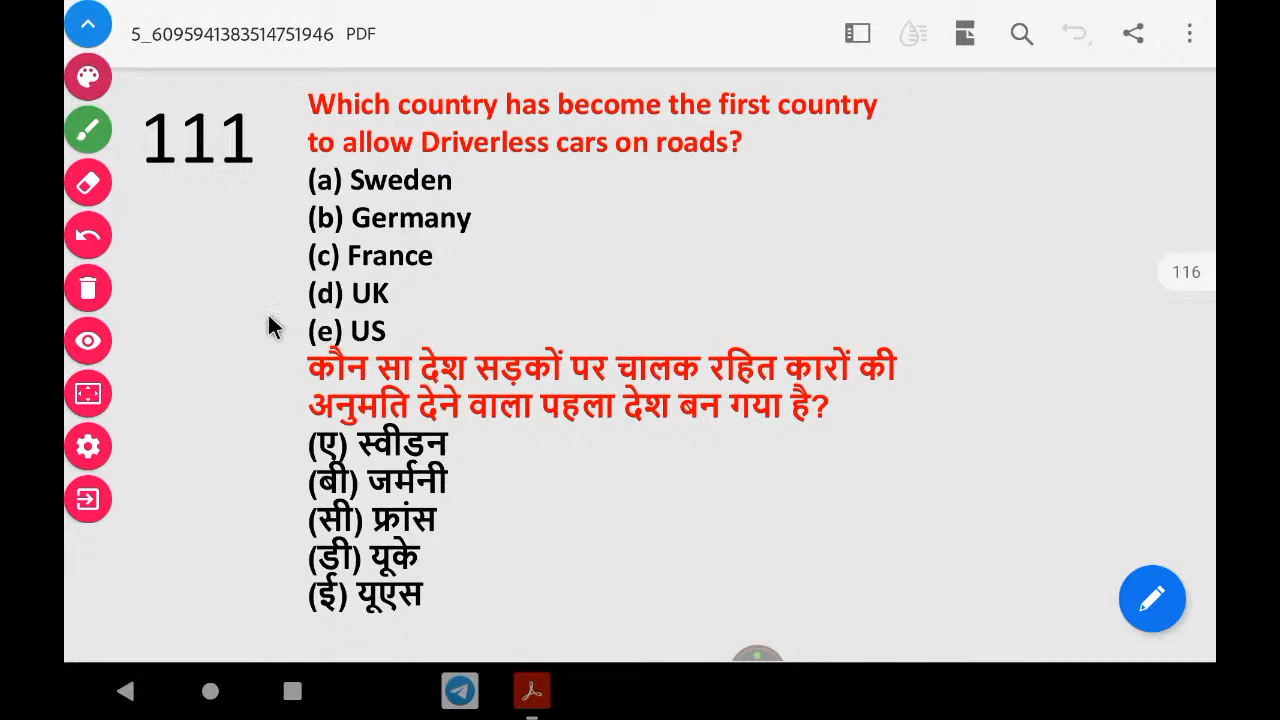 5_6095941383514751946 PDF
111
Which country has become the first country
to allow Driverless cars on roads?
(a) Sweden
(b) Germany
(c) France
(d) UK
(e) US
116
कौन सा देश सड़कों पर चालक रहित कारों की
अनुमति देने वाला पहला देश बन गया है?
(ए) स्वीडन
(बी) जर्मनी
(सी) फ्रांस
(डी) यूके
(ई) यूएस